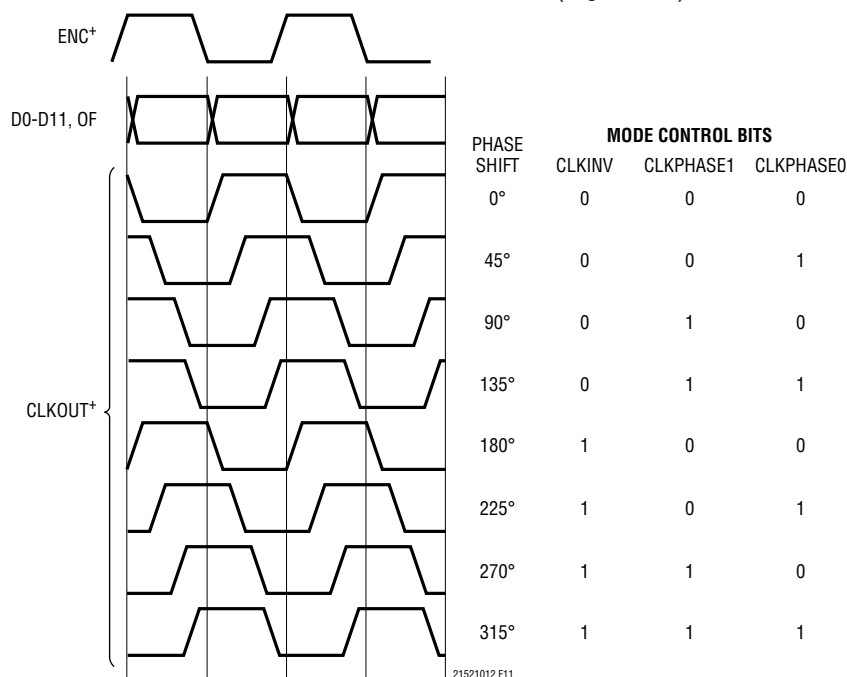 ENC+
D0-D11, OF
MODE CONTROL BITS
PHASE SHIFT CLKINV CLKPHASE1 CLKPHASE0
0° 0 0 0
45° 0 0 1
90° 0 1 0
135° 0 1 1
CLKOUT+
180° 1 0 0
225° 1 0 1
270° 1 1 0
315° 1 1 1
21521012 F11